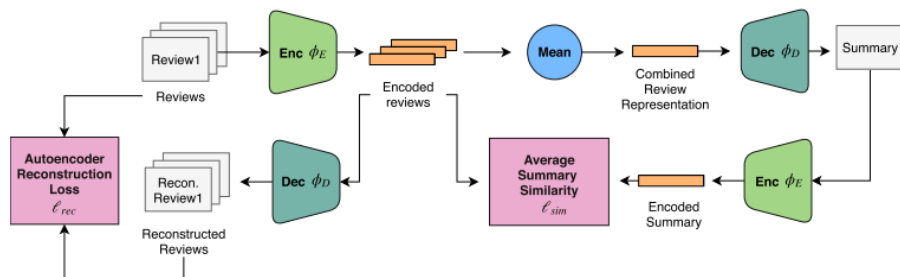 Review1
Reviews
Enc ϕ_E
Encoded
reviews
Mean
Combined
Review
Representation
Dec ϕ_D
Summary
Autoencoder
Reconstruction
Loss
ℓ_rec
Recon.
Review1
Reconstructed
Reviews
Dec ϕ_D
Average
Summary
Similarity
ℓ_sim
Encoded
Summary
Enc ϕ_E